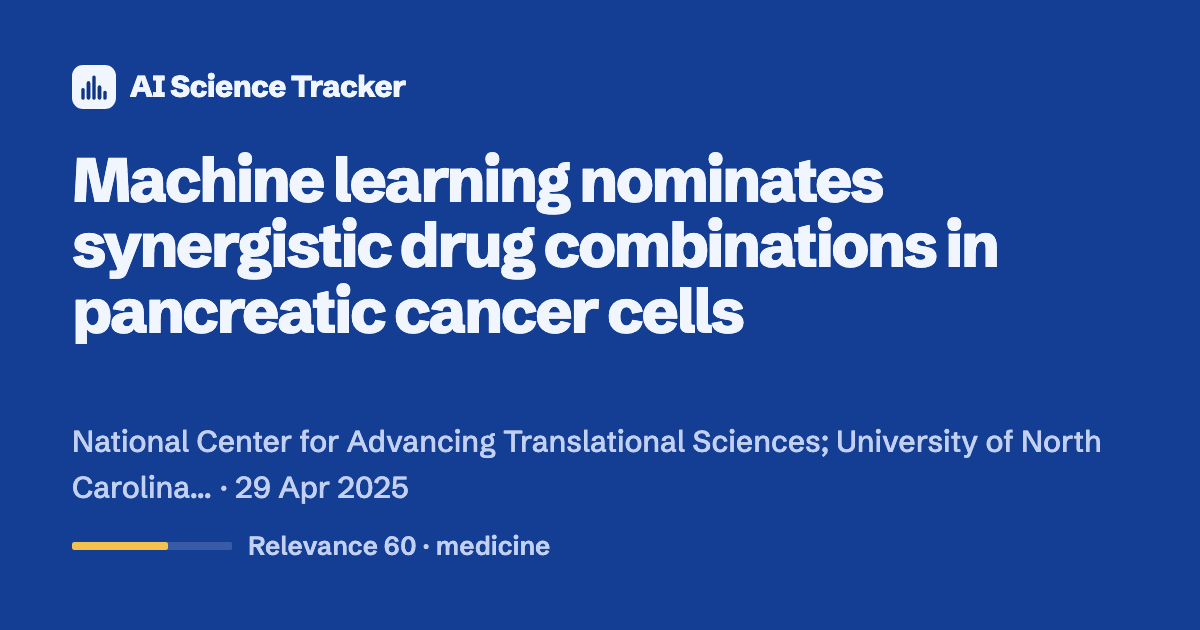 AI Science Tracker
Machine learning nominates
synergistic drug combinations in
pancreatic cancer cells
National Center for Advancing Translational Sciences; University of North
Carolina... · 29 Apr 2025
Relevance 60 · medicine